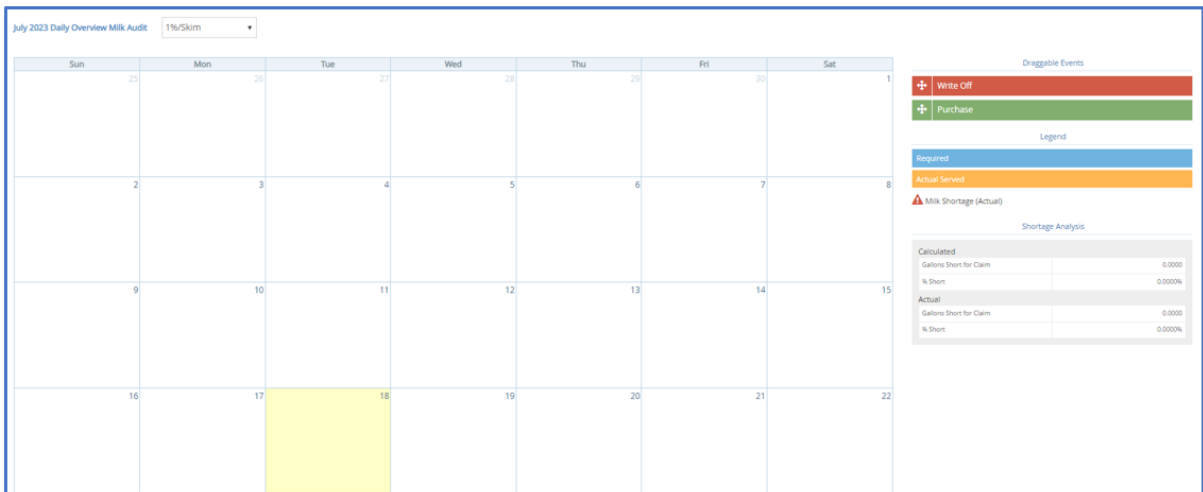 July 2023 Daily Overview Milk Audit 1%/Skim
Sun Mon Tue Wed Thu Fri Sat
25 26 27 28 29 30 1
2 3 4 5 6 7 8
9 10 11 12 13 14 15
16 17 18 19 20 21 22
Draggable Events
Write Off
Purchase
Legend
Required
Actual Served
Milk Shortage (Actual)
Shortage Analysis
Calculated
Gallons Short for Claim 0.0000
% Short 0.0000%
Actual
Gallons Short for Claim 0.0000
% Short 0.0000%